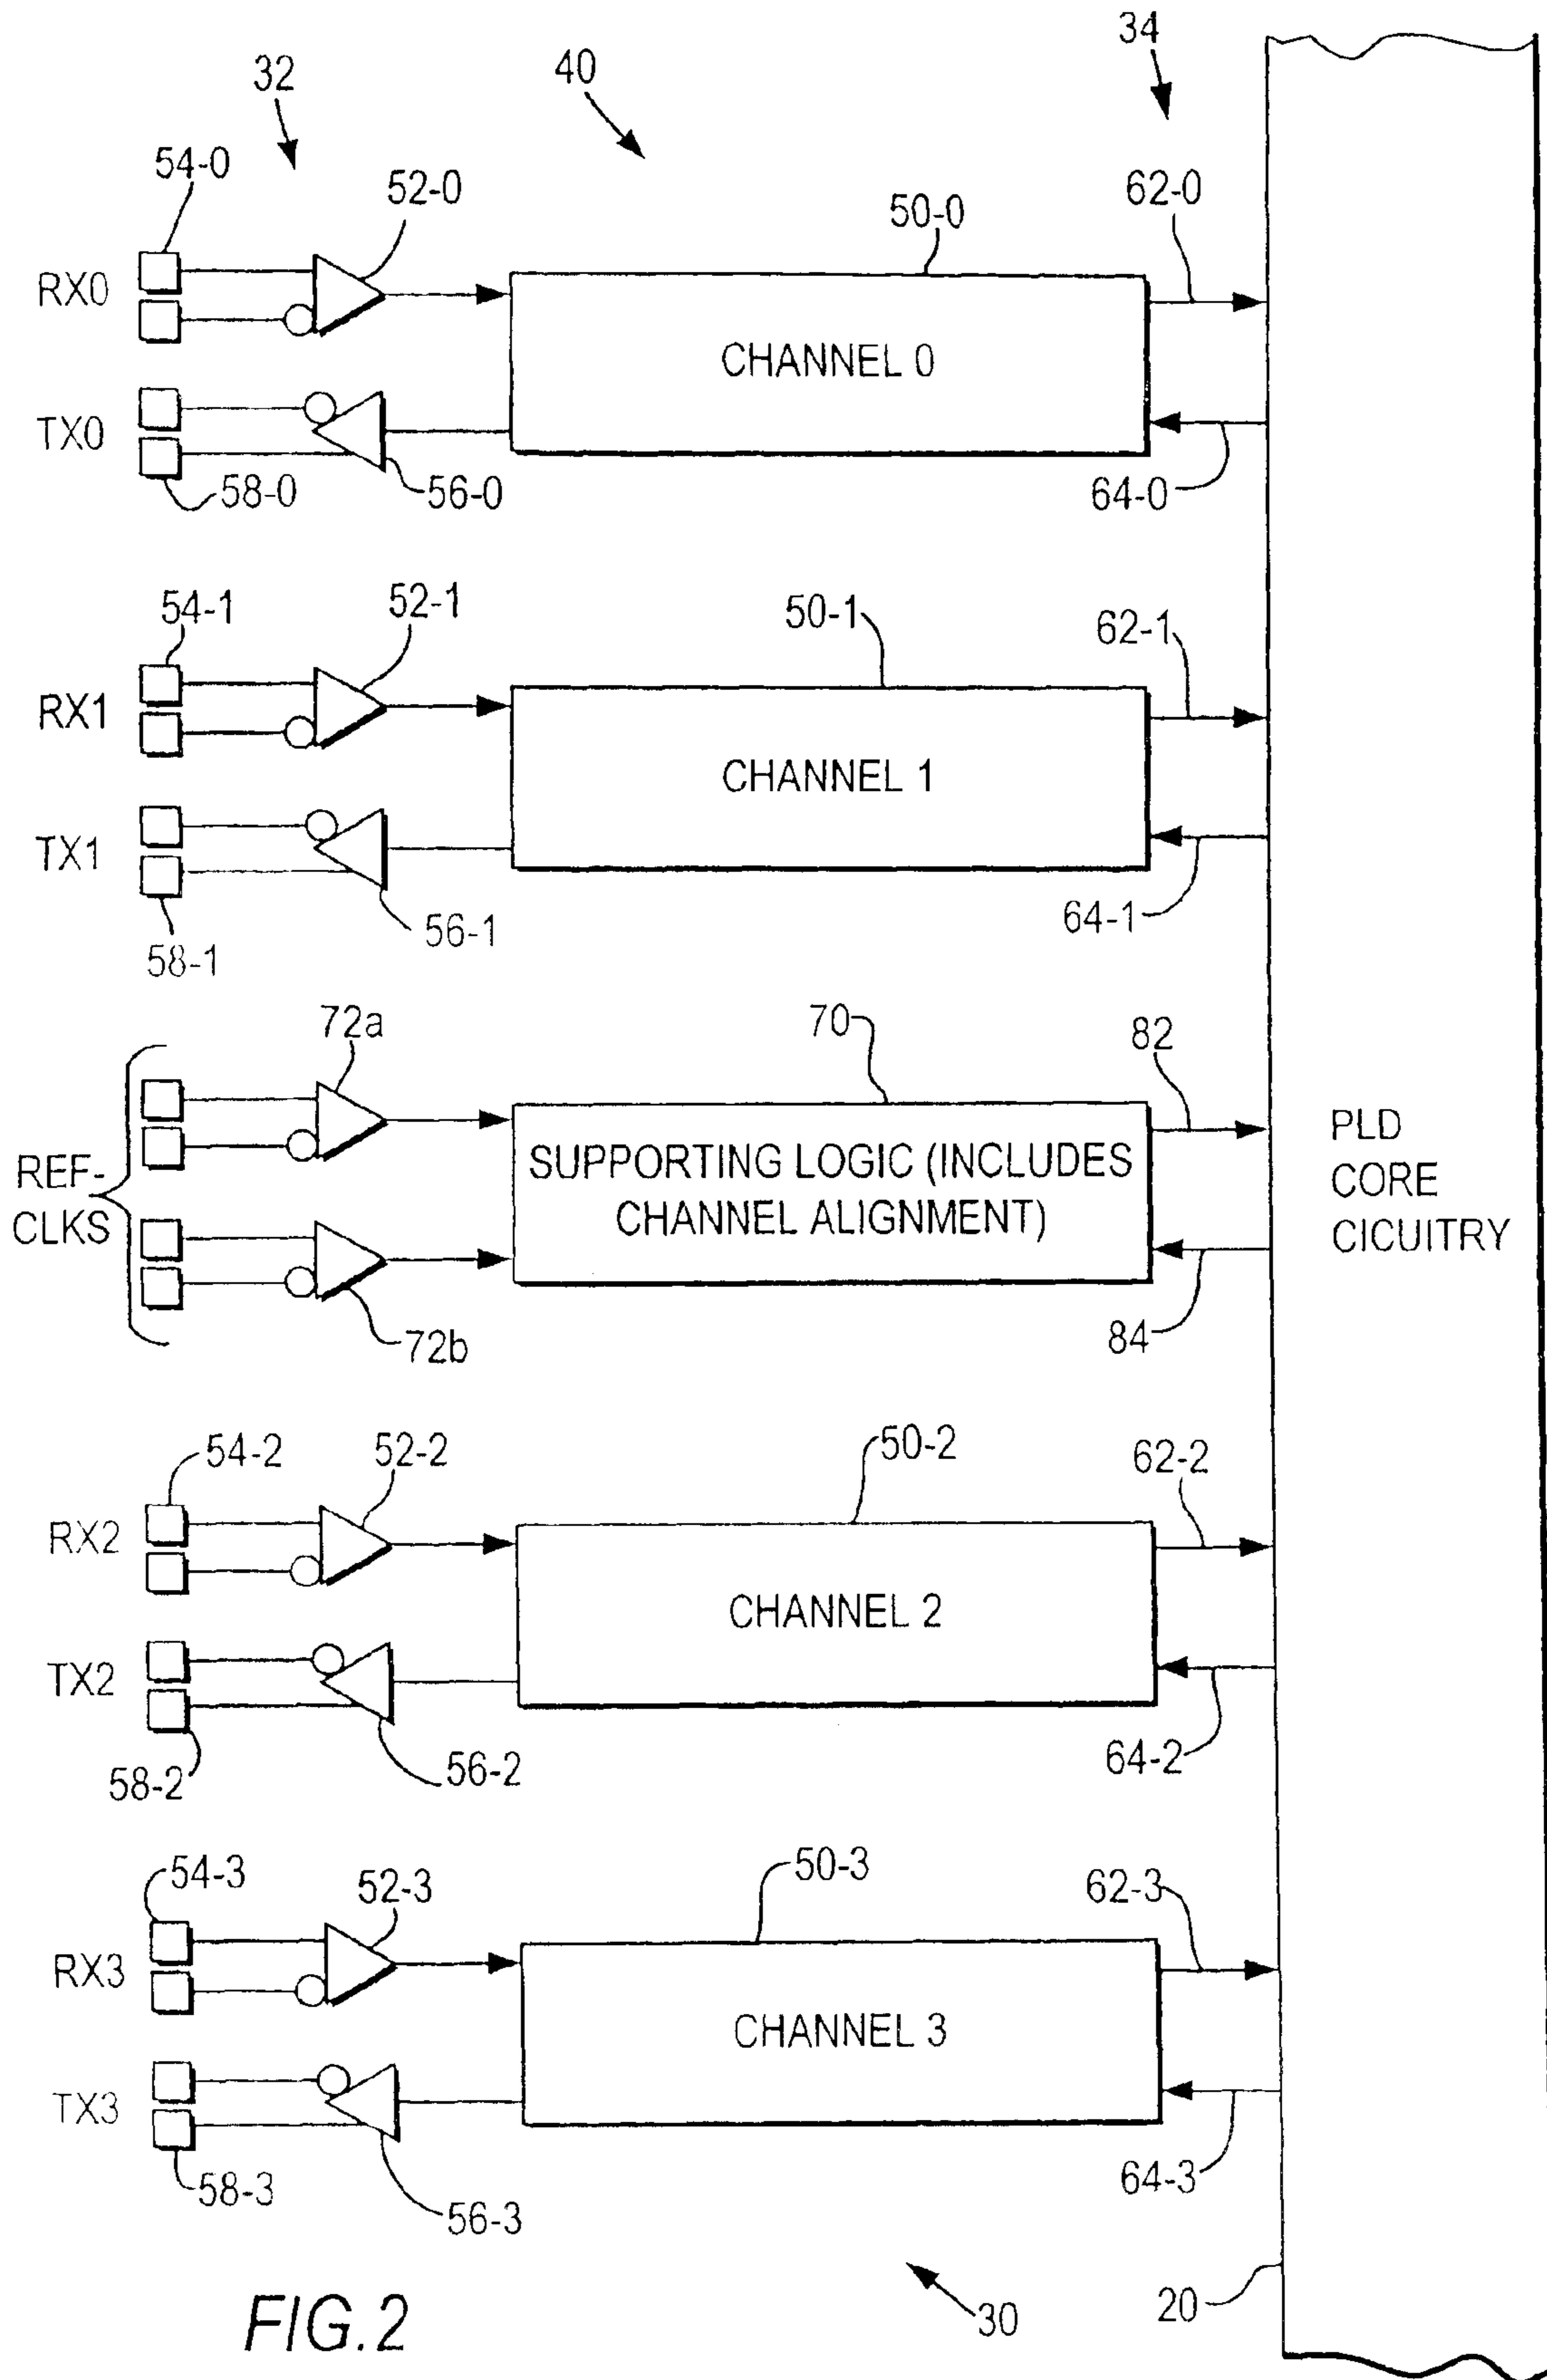 34
32
40
54-0
52-0
62-0
50-0
RX0
CHANNEL 0
TX0
58-0
56-0
64-0
54-1
52-1
50-1
62-1
RX1
CHANNEL 1
TX1
56-1
64-1
58-1
72a
70
82
REF-
CLKS
SUPPORTING LOGIC (INCLUDES
CHANNEL ALIGNMENT)
PLD
CORE
CICUITRY
72b
84
54-2
52-2
50-2
62-2
RX2
CHANNEL 2
TX2
58-2
56-2
64-2
54-3
52-3
50-3
62-3
RX3
CHANNEL 3
TX3
58-3
56-3
64-3
20
30
FIG.2